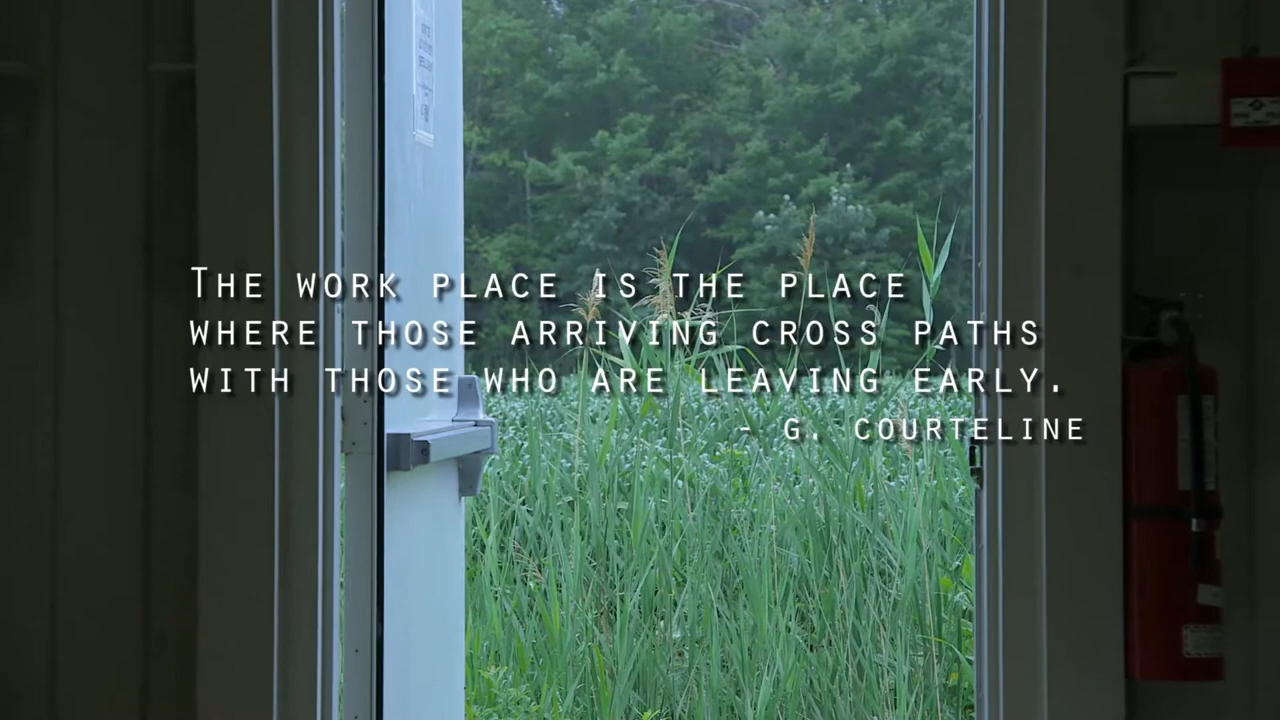 The work place is the place
where those arriving cross paths
with those who are leaving early.
- G. Courteline